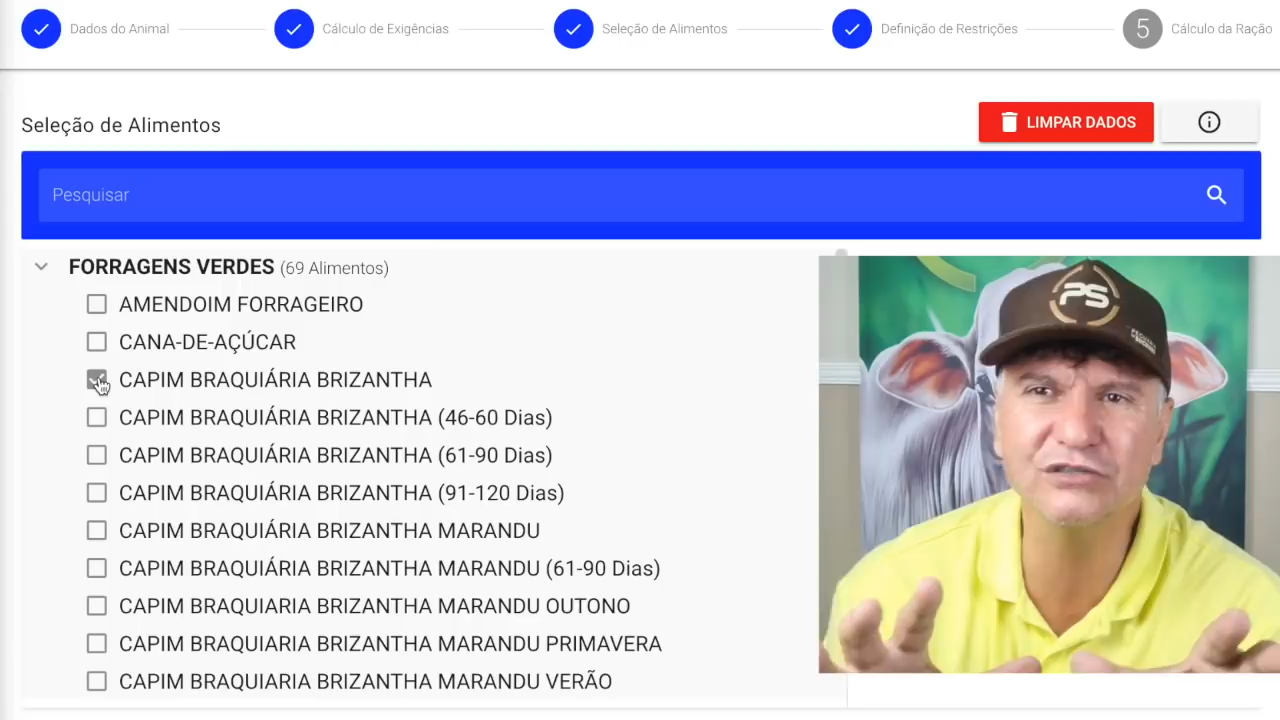 Dados do Animal
Cálculo de Exigências
Seleção de Alimentos
Definição de Restrições
5 Cálculo da Ração
Seleção de Alimentos
LIMPAR DADOS
Pesquisar
FORRAGENS VERDES (69 Alimentos)
AMENDOIM FORRAGEIRO
CANA-DE-AÇÚCAR
CAPIM BRAQUIÁRIA BRIZANTHA
CAPIM BRAQUIÁRIA BRIZANTHA (46-60 Dias)
CAPIM BRAQUIÁRIA BRIZANTHA (61-90 Dias)
CAPIM BRAQUIÁRIA BRIZANTHA (91-120 Dias)
CAPIM BRAQUIÁRIA BRIZANTHA MARANDU
CAPIM BRAQUIÁRIA BRIZANTHA MARANDU (61-90 Dias)
CAPIM BRAQUIARIA BRIZANTHA MARANDU OUTONO
CAPIM BRAQUIARIA BRIZANTHA MARANDU PRIMAVERA
CAPIM BRAQUIARIA BRIZANTHA MARANDU VERÃO
PS